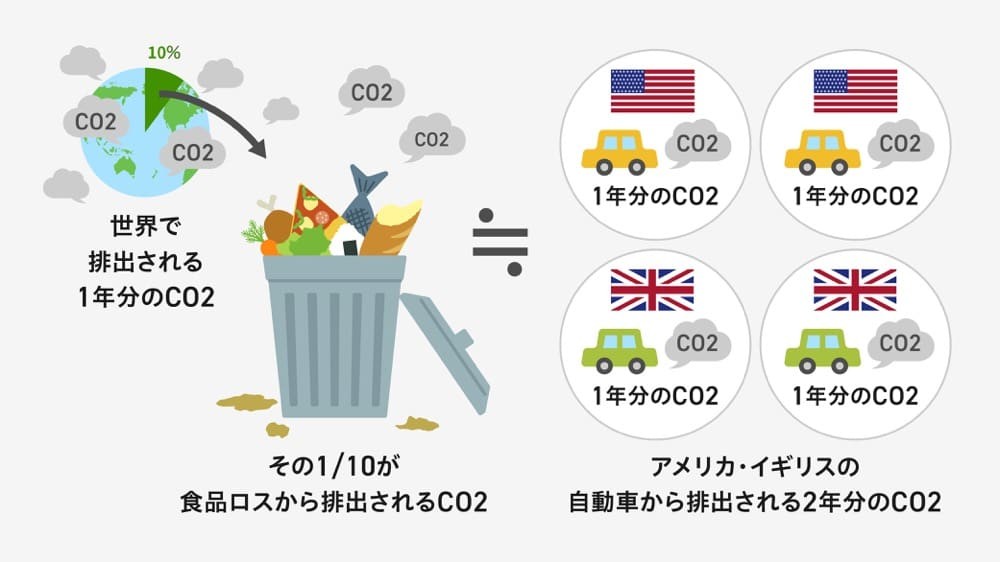 10%
CO2
CO2
CO2
CO2
世界で
排出される
1年分のCO2
その1/10が
食品ロスから排出されるCO2
≒
CO2
1年分のCO2
CO2
1年分のCO2
CO2
1年分のCO2
CO2
1年分のCO2
アメリカ・イギリスの
自動車から排出される2年分のCO2